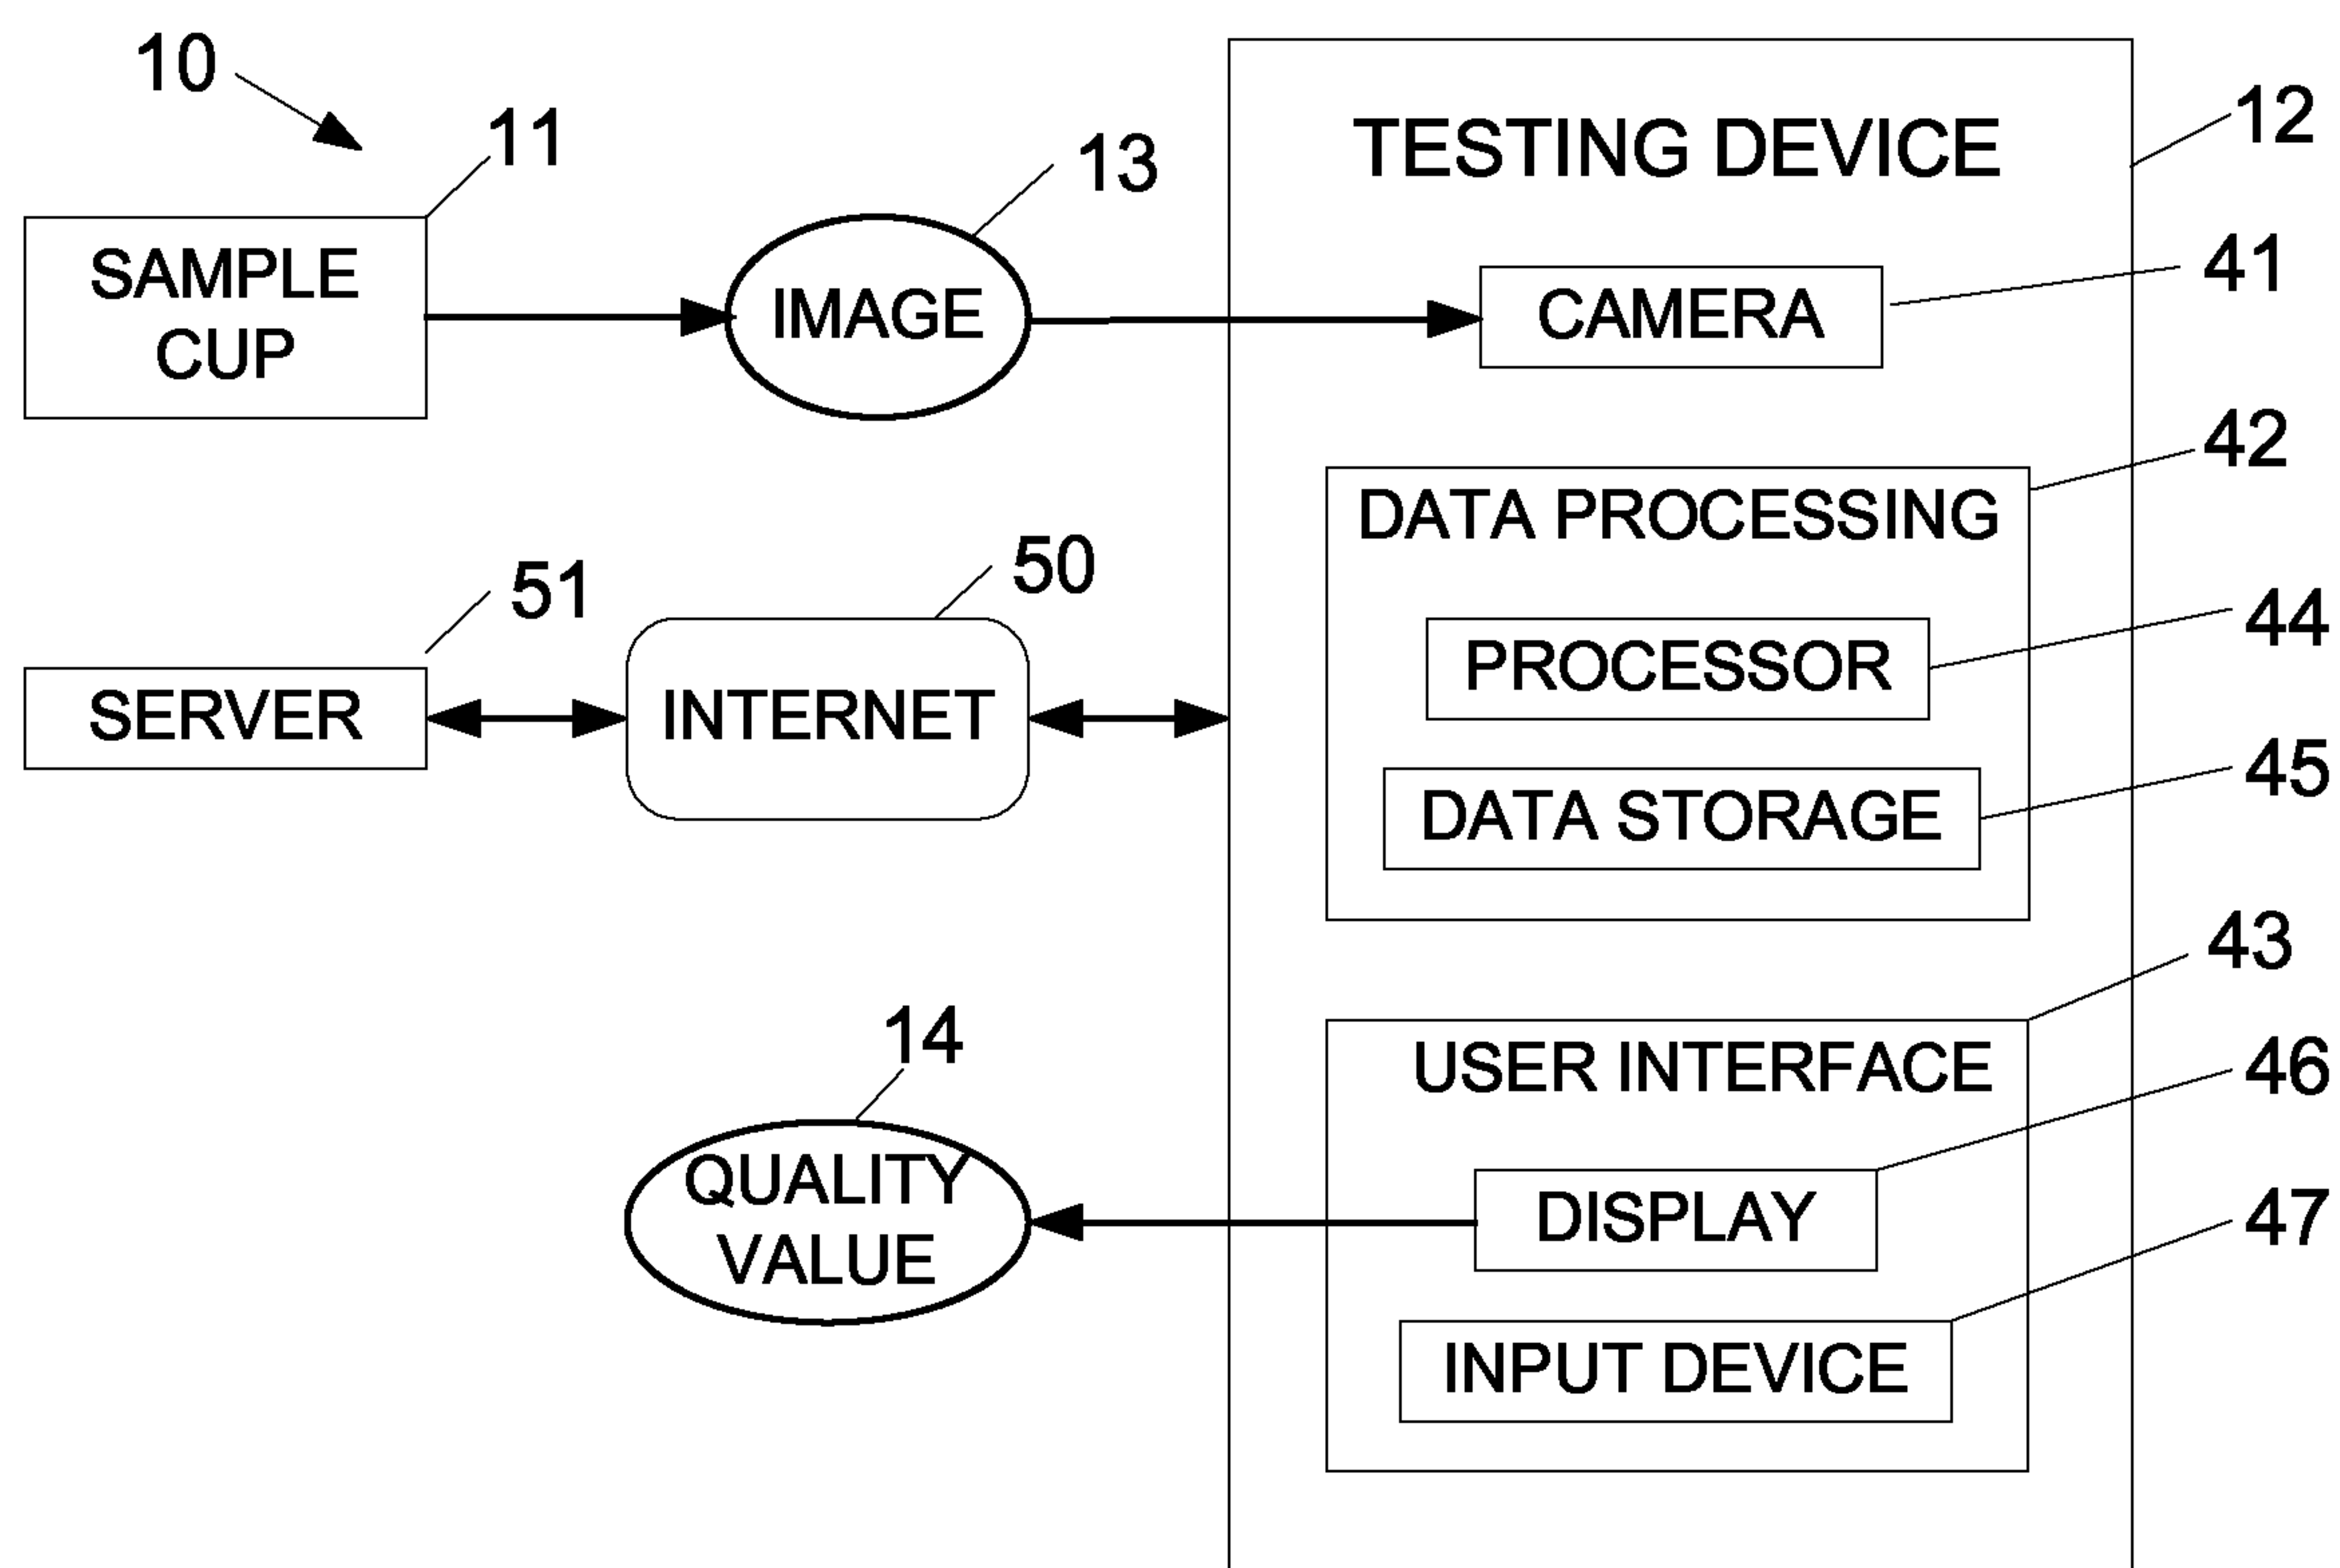 10
11
13
12
TESTING DEVICE
SAMPLE
CUP
IMAGE
CAMERA
41
42
DATA PROCESSING
51
50
44
SERVER
INTERNET
PROCESSOR
45
DATA STORAGE
43
14
USER INTERFACE
46
QUALITY
VALUE
DISPLAY
47
INPUT DEVICE